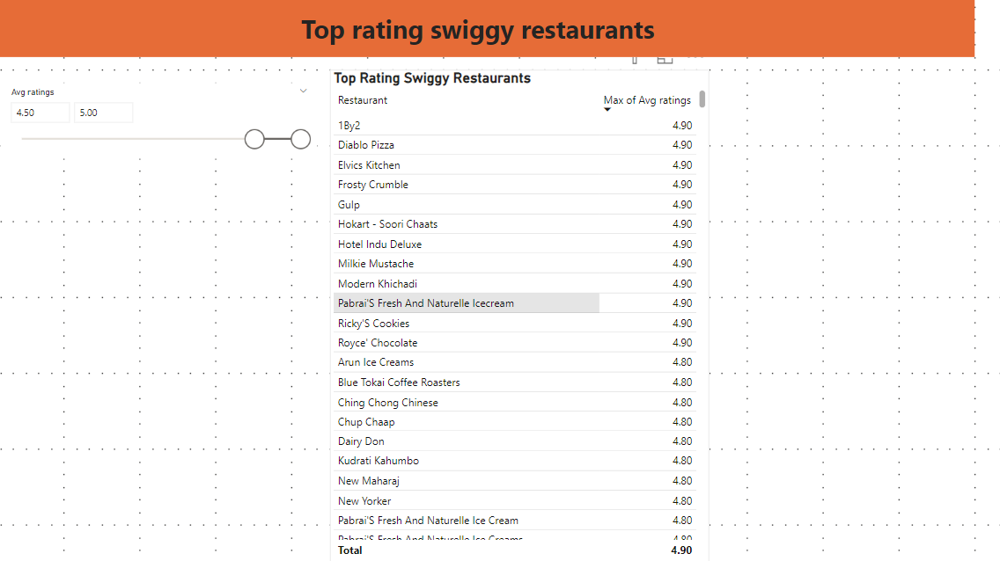 Top rating swiggy restaurants
Avg ratings
4.50 5.00
Top Rating Swiggy Restaurants
Restaurant Max of Avg ratings
1By2 4.90
Diablo Pizza 4.90
Elvics Kitchen 4.90
Frosty Crumble 4.90
Gulp 4.90
Hokart - Soori Chaats 4.90
Hotel Indu Deluxe 4.90
Milkie Mustache 4.90
Modern Khichadi 4.90
Pabrai'S Fresh And Naturelle Icecream 4.90
Ricky'S Cookies 4.90
Royce' Chocolate 4.90
Arun Ice Creams 4.80
Blue Tokai Coffee Roasters 4.80
Ching Chong Chinese 4.80
Chup Chaap 4.80
Dairy Don 4.80
Kudrati Kahumbo 4.80
New Maharaj 4.80
New Yorker 4.80
Pabrai'S Fresh And Naturelle Ice Cream 4.80
Pabrai'S Fresh And Naturelle Ice Creams 4.80
Total 4.90